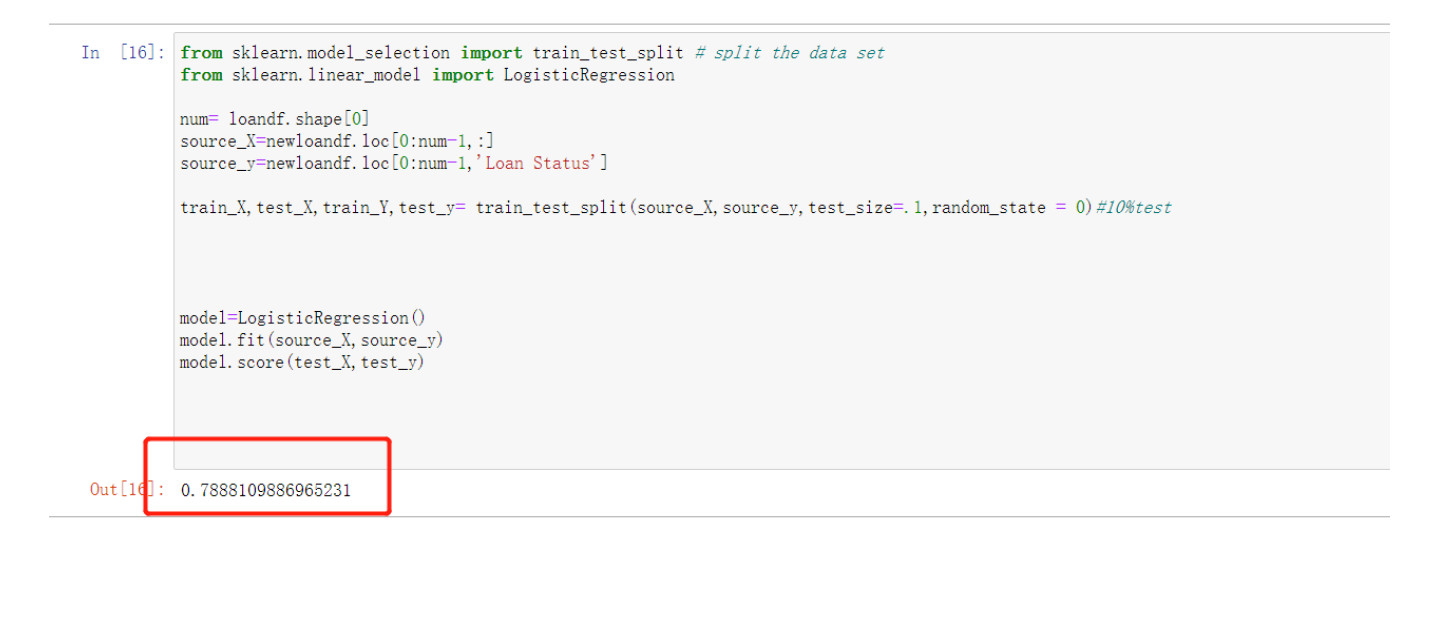 In [16]: from sklearn.model_selection import train_test_split # split the data set
from sklearn.linear_model import LogisticRegression
num= loandf.shape[0]
source_X=newloandf.loc[0:num-1,:]
source_y=newloandf.loc[0:num-1,'Loan Status']
train_X,test_X,train_Y,test_y= train_test_split(source_X,source_y,test_size=.1,random_state = 0)#10%test
model=LogisticRegression()
model.fit(source_X,source_y)
model.score(test_X,test_y)
Out[16]: 0.7888109886965231